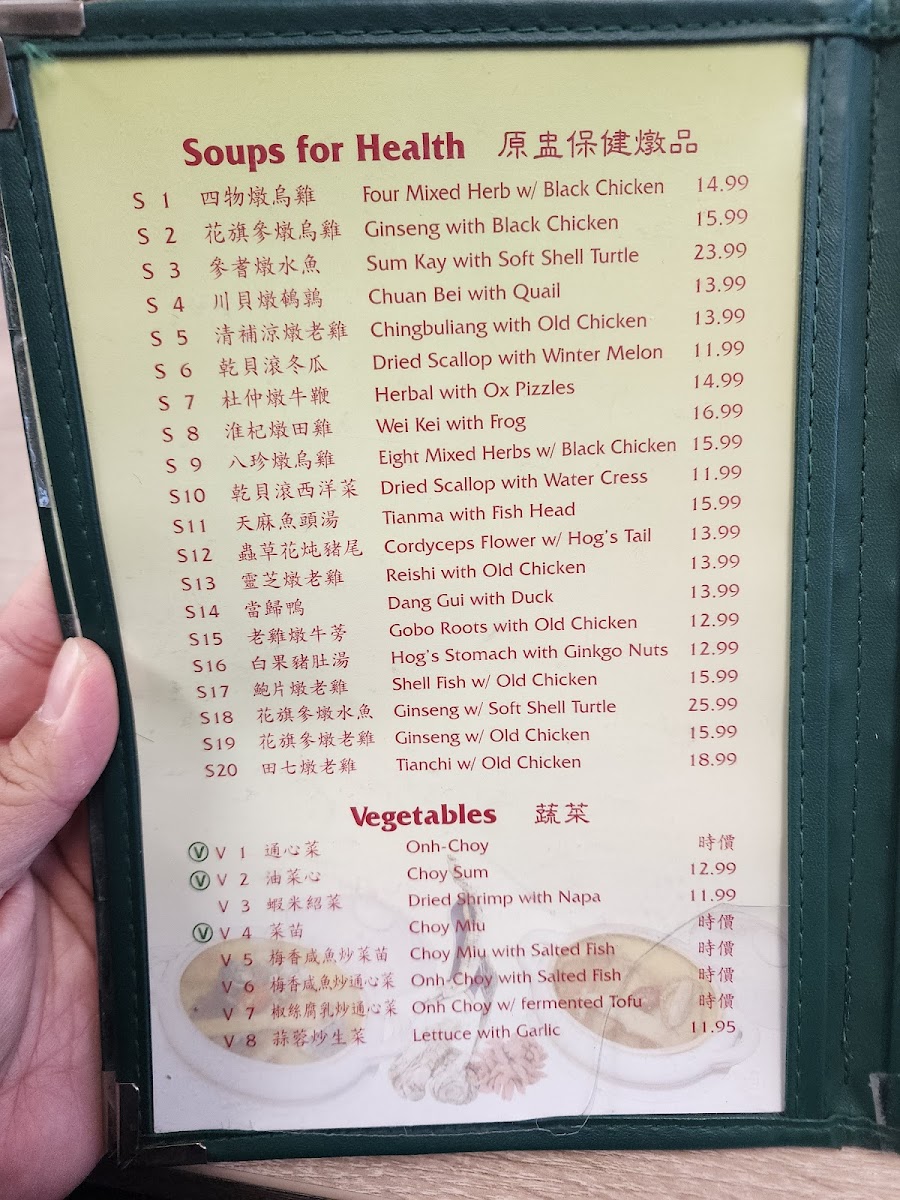 Soups for Health 原盅保健燉品
S 1 四物燉烏雞 Four Mixed Herb w/ Black Chicken 14.99
S 2 花旗參燉烏雞 Ginseng with Black Chicken 15.99
S 3 參耆燉水魚 Sum Kay with Soft Shell Turtle 23.99
S 4 川貝燉鵪鶉 Chuan Bei with Quail 13.99
S 5 清補涼燉老雞 Chingbuliang with Old Chicken 13.99
S 6 乾貝滾冬瓜 Dried Scallop with Winter Melon 11.99
S 7 杜仲燉牛鞭 Herbal with Ox Pizzles 14.99
S 8 淮杞燉田雞 Wei Kei with Frog 16.99
S 9 八珍燉烏雞 Eight Mixed Herbs w/ Black Chicken 15.99
S10 乾貝滾西洋菜 Dried Scallop with Water Cress 11.99
S11 天麻魚頭湯 Tianma with Fish Head 15.99
S12 蟲草花炖豬尾 Cordyceps Flower w/ Hog's Tail 13.99
S13 靈芝燉老雞 Reishi with Old Chicken 13.99
S14 當歸鴨 Dang Gui with Duck 13.99
S15 老雞燉牛蒡 Gobo Roots with Old Chicken 12.99
S16 白果豬肚湯 Hog's Stomach with Ginkgo Nuts 12.99
S17 鮑片燉老雞 Shell Fish w/ Old Chicken 15.99
S18 花旗參燉水魚 Ginseng w/ Soft Shell Turtle 25.99
S19 花旗參燉老雞 Ginseng w/ Old Chicken 15.99
S20 田七燉老雞 Tianchi w/ Old Chicken 18.99
Vegetables 蔬菜
V V 1 通心菜 Onh-Choy 時價
V V 2 油菜心 Choy Sum 12.99
V 3 蝦米紹菜 Dried Shrimp with Napa 11.99
V V 4 菜苗 Choy Miu 時價
V 5 梅香咸魚炒菜苗 Choy Miu with Salted Fish 時價
V 6 梅香咸魚炒通心菜 Onh-Choy with Salted Fish 時價
V 7 椒絲腐乳炒通心菜 Onh Choy w/ fermented Tofu 時價
V 8 蒜蓉炒生菜 Lettuce with Garlic 11.95